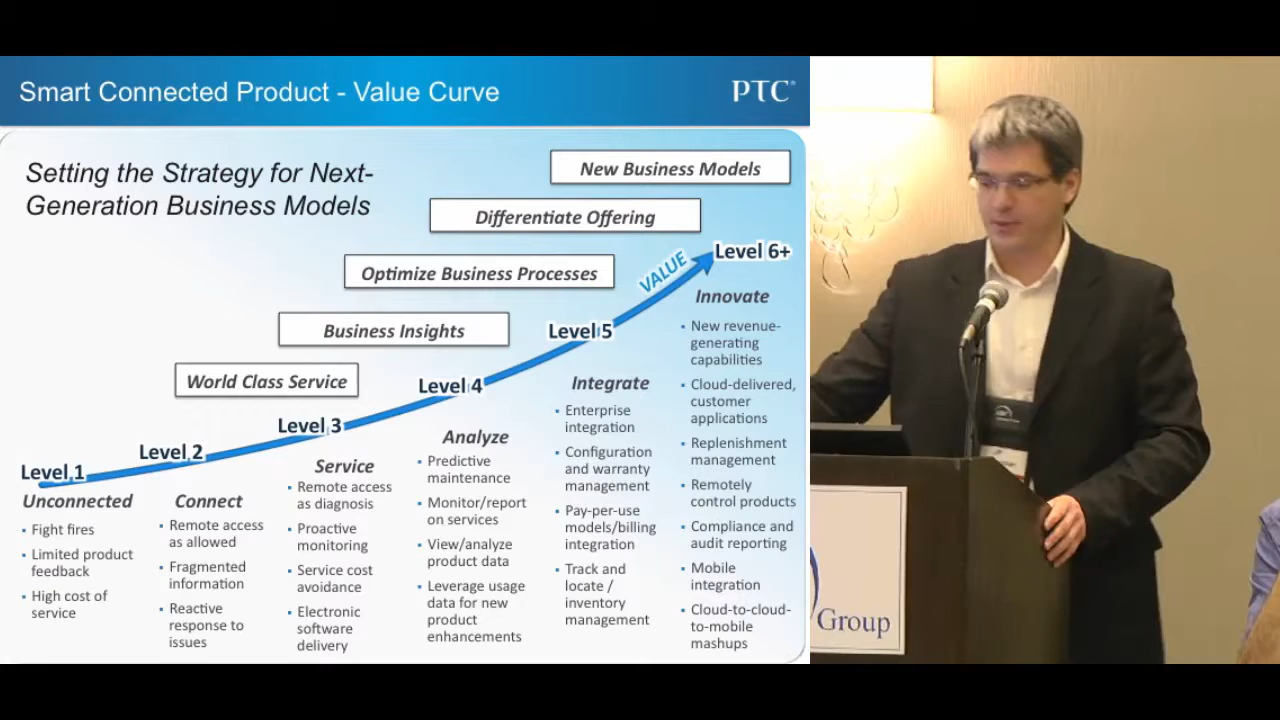 Smart Connected Product - Value Curve
PTC®
Setting the Strategy for Next-
Generation Business Models
New Business Models
Differentiate Offering
Optimize Business Processes
Business Insights
World Class Service
VALUE
Level 1
Unconnected
▪ Fight fires
▪ Limited product
feedback
▪ High cost of
service
Level 2
Connect
▪ Remote access
as allowed
▪ Fragmented
information
▪ Reactive
response to
issues
Level 3
Service
▪ Remote access
as diagnosis
▪ Proactive
monitoring
▪ Service cost
avoidance
▪ Electronic
software
delivery
Level 4
Analyze
▪ Predictive
maintenance
▪ Monitor/report
on services
▪ View/analyze
product data
▪ Leverage usage
data for new
product
enhancements
Level 5
Integrate
▪ Enterprise
integration
▪ Configuration
and warranty
management
▪ Pay-per-use
models/billing
integration
▪ Track and
locate /
inventory
management
Level 6+
Innovate
▪ New revenue-
generating
capabilities
▪ Cloud-delivered,
customer
applications
▪ Replenishment
management
▪ Remotely
control products
▪ Compliance and
audit reporting
▪ Mobile
integration
▪ Cloud-to-cloud-
to-mobile
mashups
Group